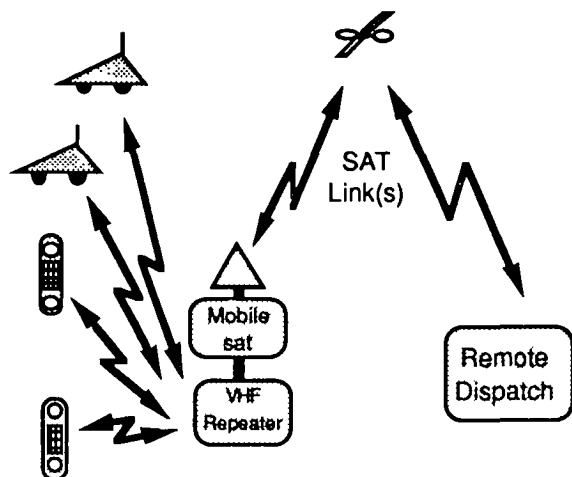 SAT
Link(s)
Mobile
sat
VHF
Repeater
Remote
Dispatch